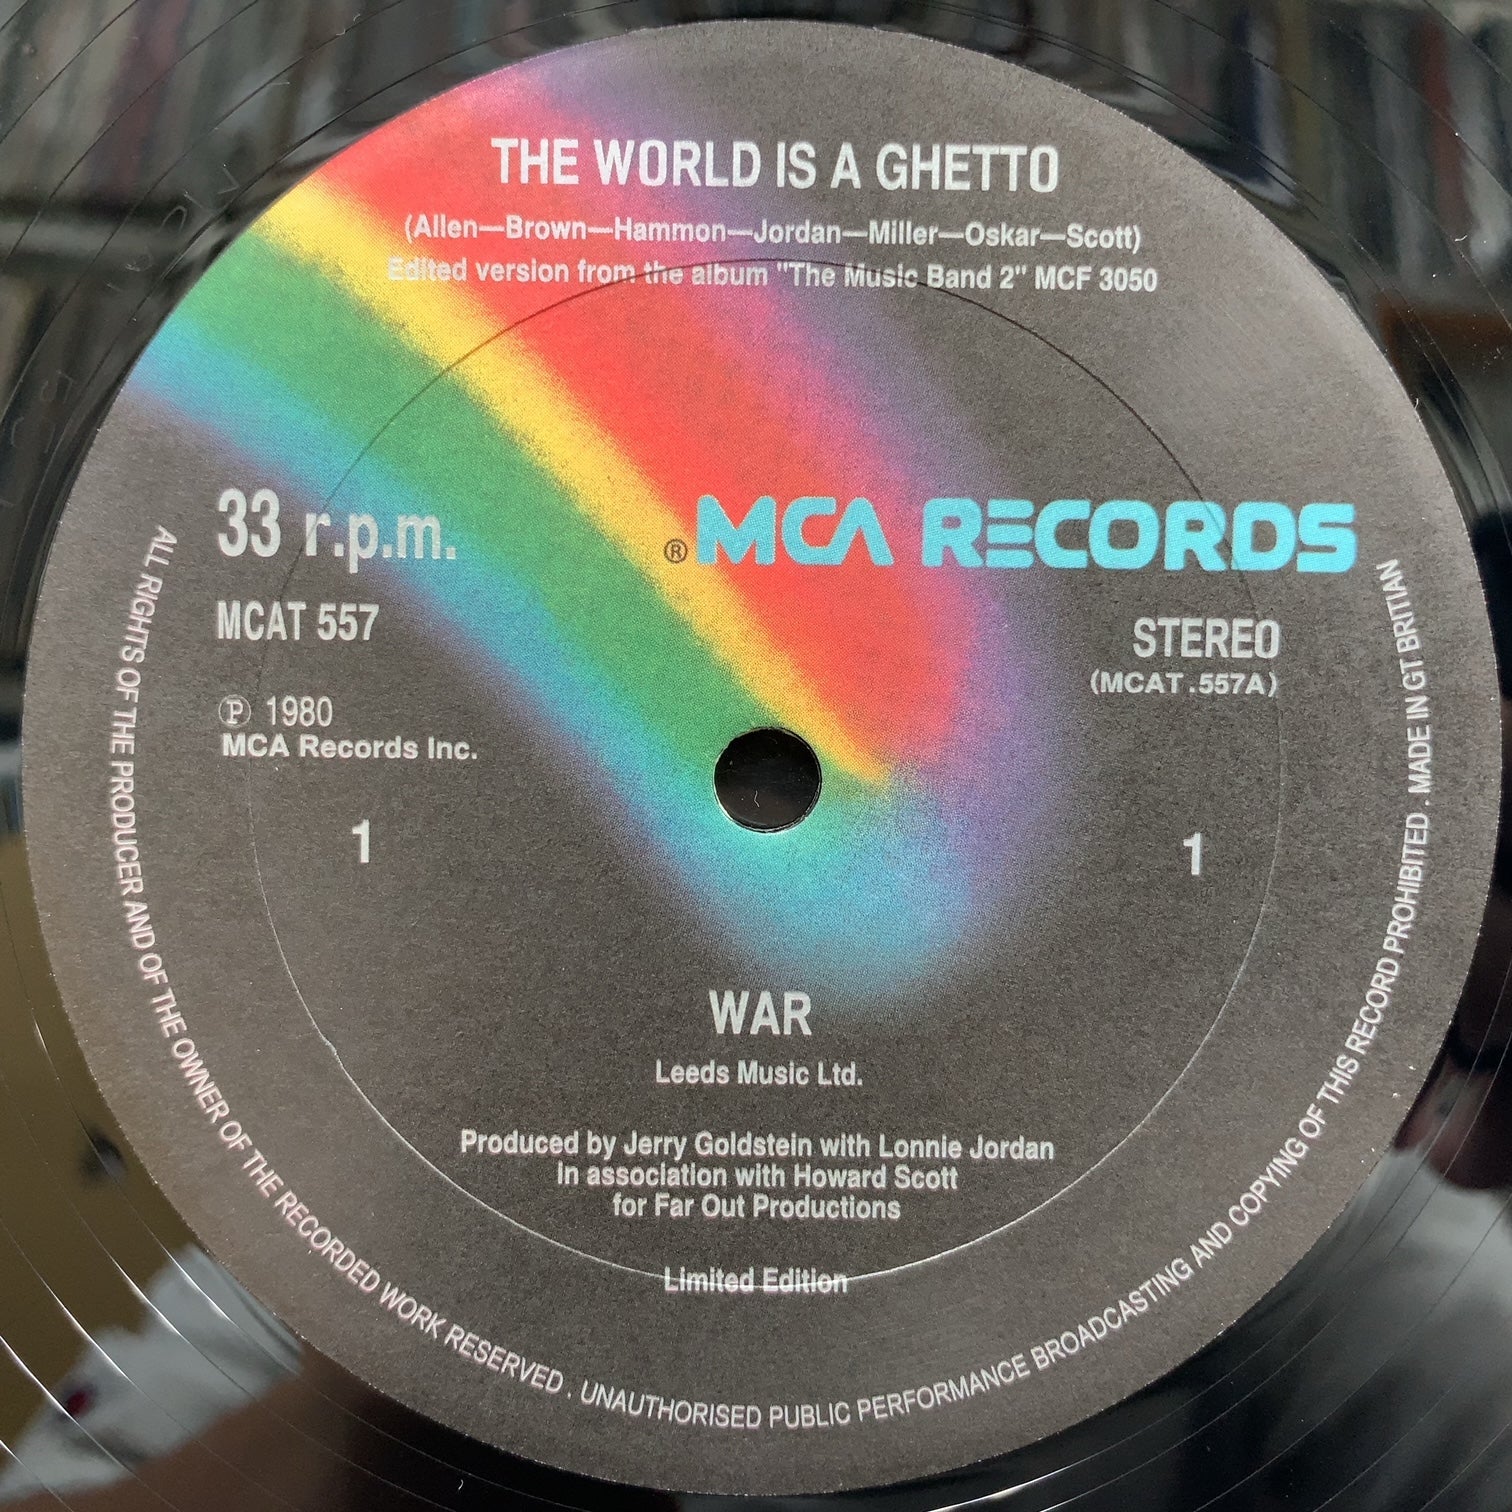 THE WORLD IS A GHETTO
(Allen—Brown—Hammon—Jordan—Miller—Oskar—Scott)
Edited version from the album "The Music Band 2" MCF 3050
33 r.p.m.
® MCA RECORDS
MCAT 557
STEREO
(MCAT.557A)
℗ 1980
MCA Records Inc.
1
1
WAR
Leeds Music Ltd.
Produced by Jerry Goldstein with Lonnie Jordan
in association with Howard Scott
for Far Out Productions
Limited Edition
ALL RIGHTS OF THE PRODUCER AND OF THE OWNER OF THE RECORDED WORK RESERVED . UNAUTHORISED PUBLIC PERFORMANCE BROADCASTING AND COPYING OF THIS RECORD PROHIBITED . MADE IN GT BRITIAN